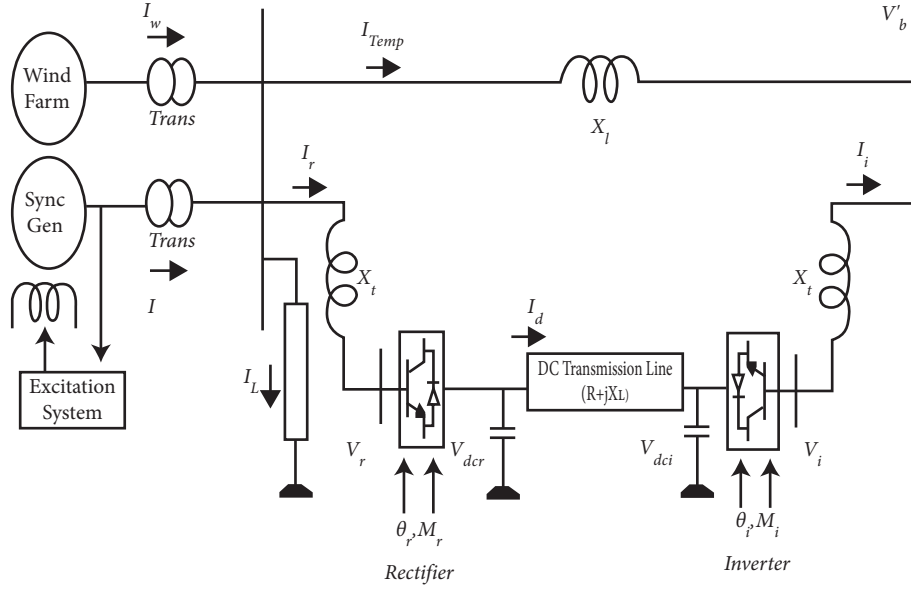 I_w
I_Temp
V'_b
Wind
Farm
Trans
X_l
I_r
I_i
Sync
Gen
Trans
I
X_t
X_t
I_d
Excitation
System
I_L
DC Transmission Line
(R+jXL)
V_r
V_dcr
V_dci
V_i
θ_r,M_r
θ_i,M_i
Rectifier
Inverter